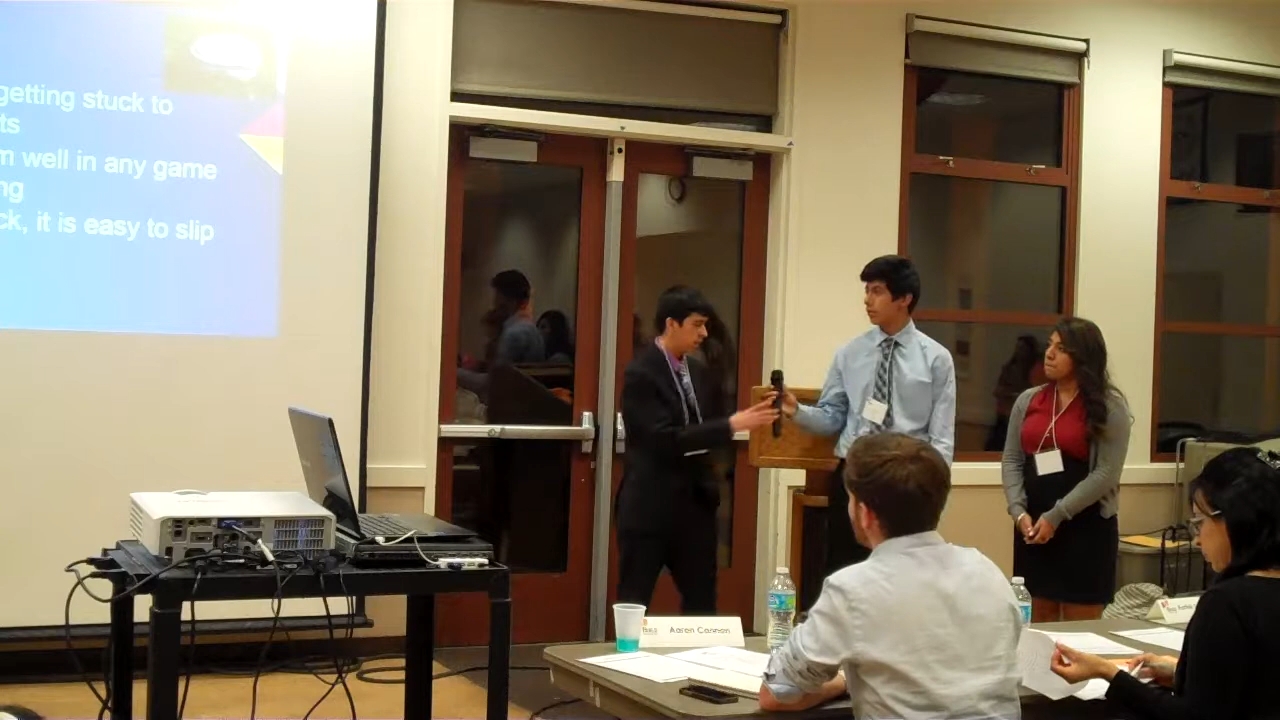 getting stuck to
ts
m well in any game
ng
ck, it is easy to slip
Aaron Cannon